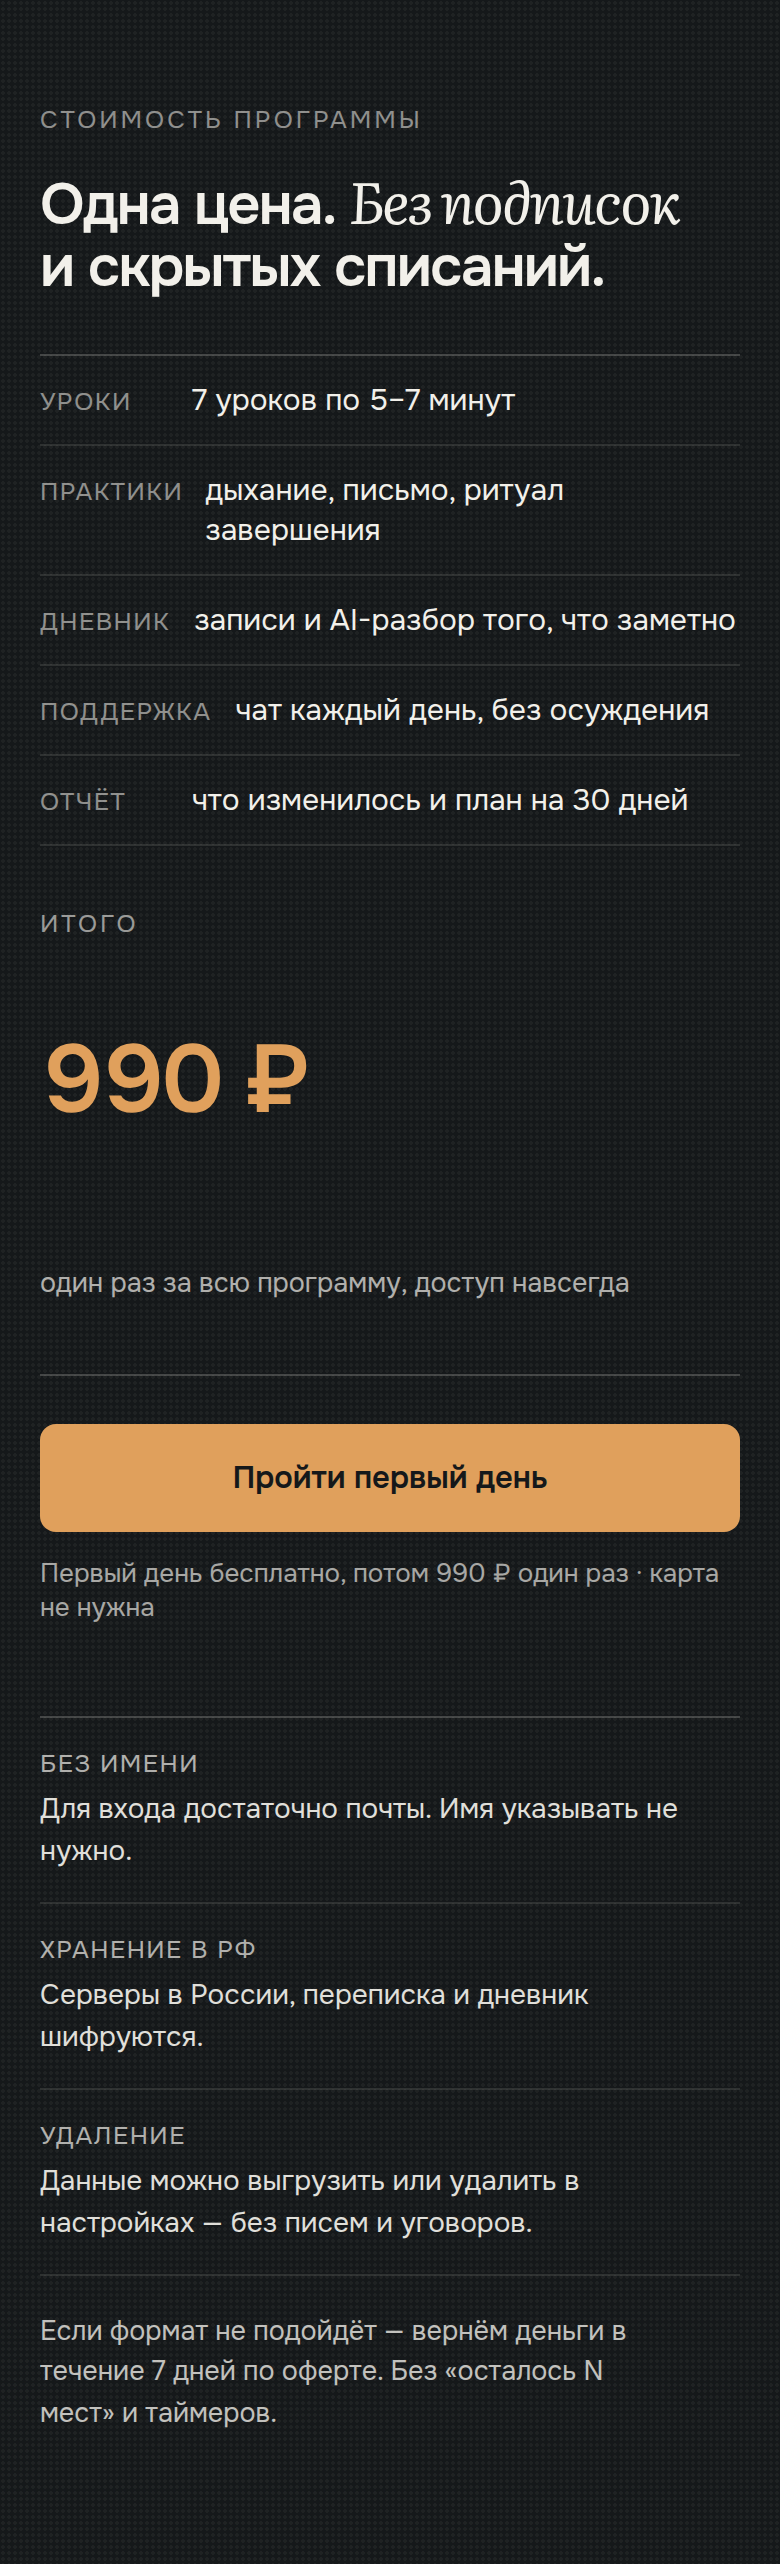 СТОИМОСТЬ ПРОГРАММЫ
Одна цена. Без подписок
и скрытых списаний.
УРОКИ 7 уроков по 5–7 минут
ПРАКТИКИ дыхание, письмо, ритуал
завершения
ДНЕВНИК записи и AI-разбор того, что заметно
ПОДДЕРЖКА чат каждый день, без осуждения
ОТЧЁТ что изменилось и план на 30 дней
ИТОГО
990 ₽
один раз за всю программу, доступ навсегда
Пройти первый день
Первый день бесплатно, потом 990 ₽ один раз · карта
не нужна
БЕЗ ИМЕНИ
Для входа достаточно почты. Имя указывать не
нужно.
ХРАНЕНИЕ В РФ
Серверы в России, переписка и дневник
шифруются.
УДАЛЕНИЕ
Данные можно выгрузить или удалить в
настройках — без писем и уговоров.
Если формат не подойдёт — вернём деньги в
течение 7 дней по оферте. Без «осталось N
мест» и таймеров.